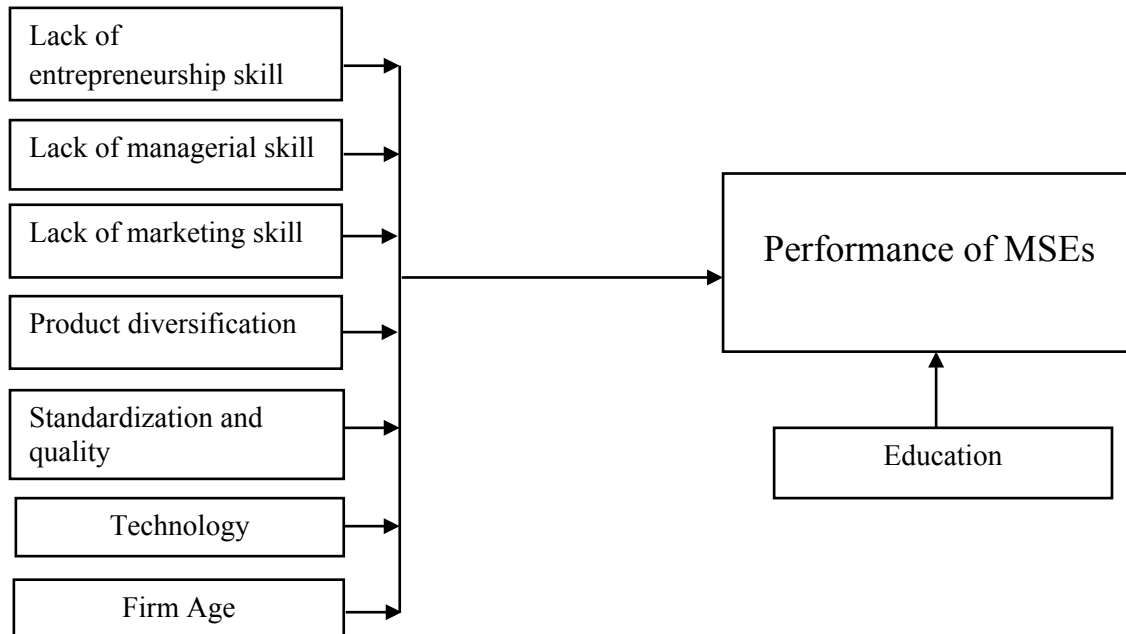 Lack of
entrepreneurship skill
Lack of managerial skill
Lack of marketing skill
Product diversification
Standardization and
quality
Technology
Firm Age
Performance of MSEs
Education